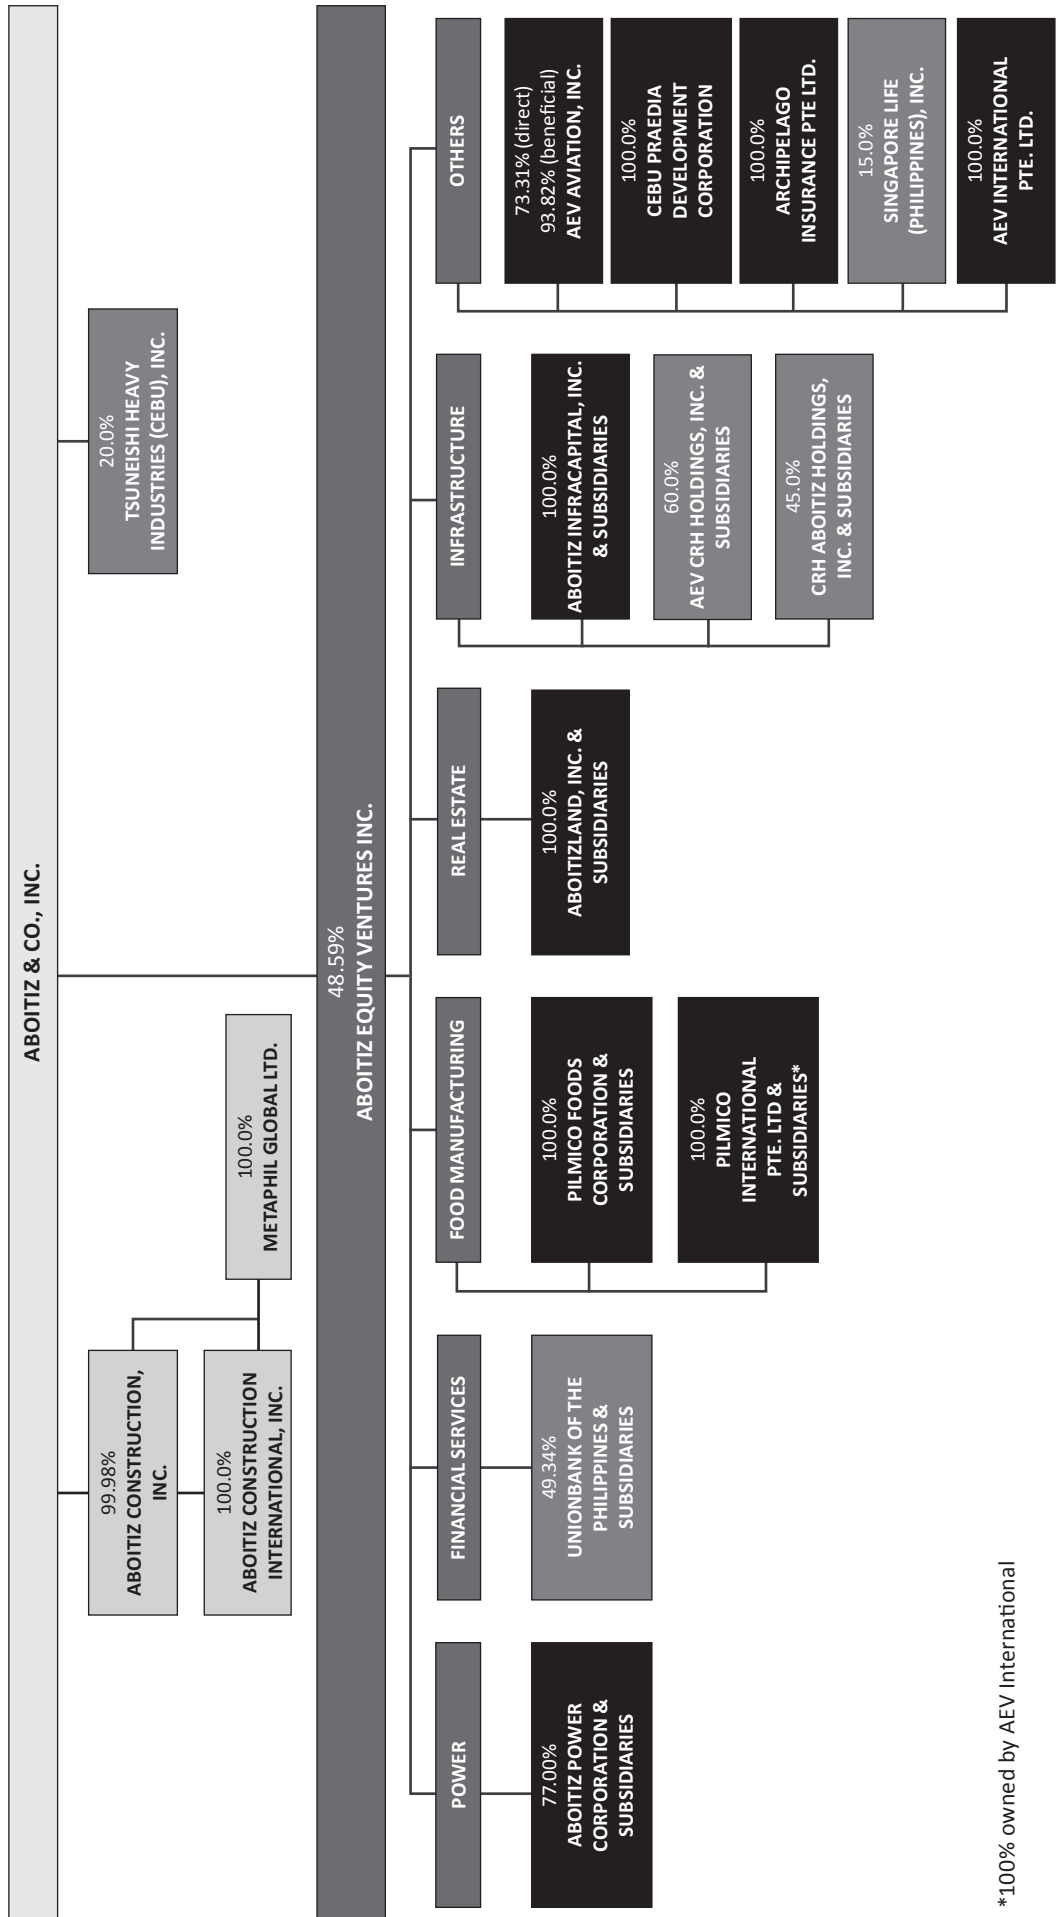 ABOITIZ & CO., INC.
99.98%
ABOITIZ CONSTRUCTION,
INC.
100.0%
ABOITIZ CONSTRUCTION
INTERNATIONAL, INC.
100.0%
METAPHIL GLOBAL LTD.
20.0%
TSUNEISHI HEAVY
INDUSTRIES (CEBU), INC.
48.59%
ABOITIZ EQUITY VENTURES INC.
POWER
77.00%
ABOITIZ POWER
CORPORATION &
SUBSIDIARIES
FINANCIAL SERVICES
49.34%
UNIONBANK OF THE
PHILIPPINES &
SUBSIDIARIES
FOOD MANUFACTURING
100.0%
PILMICO FOODS
CORPORATION &
SUBSIDIARIES
100.0%
PILMICO
INTERNATIONAL
PTE. LTD &
SUBSIDIARIES*
REAL ESTATE
100.0%
ABOITIZLAND, INC. &
SUBSIDIARIES
INFRASTRUCTURE
100.0%
ABOITIZ INFRACAPITAL, INC.
& SUBSIDIARIES
60.0%
AEV CRH HOLDINGS, INC. &
SUBSIDIARIES
45.0%
CRH ABOITIZ HOLDINGS,
INC. & SUBSIDIARIES
OTHERS
73.31% (direct)
93.82% (beneficial)
AEV AVIATION, INC.
100.0%
CEBU PRAEDIA
DEVELOPMENT
CORPORATION
100.0%
ARCHIPELAGO
INSURANCE PTE LTD.
15.0%
SINGAPORE LIFE
(PHILIPPINES), INC.
100.0%
AEV INTERNATIONAL
PTE. LTD.
*100% owned by AEV International